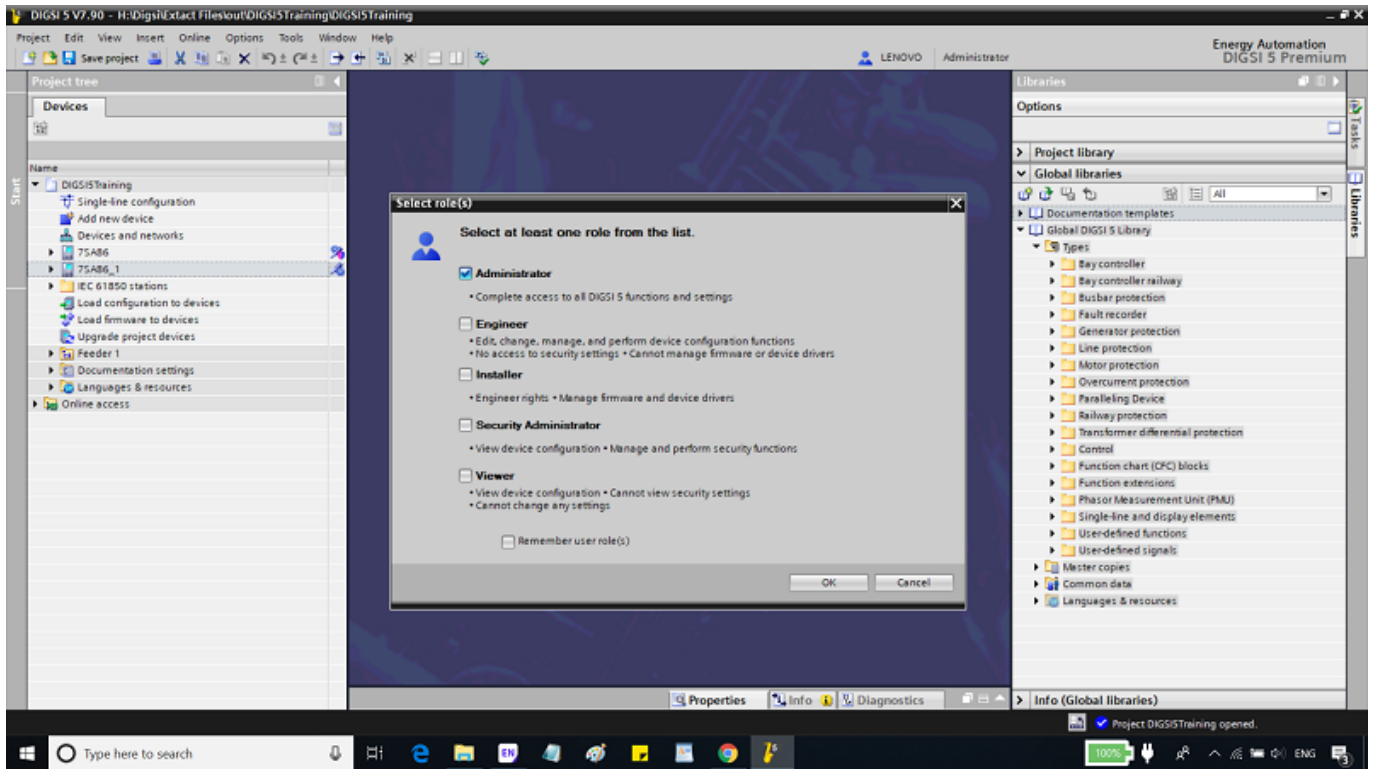 DIGSI 5 V7.90 - H:\Digsi\Extact Files\out\DIGSI5Training\DIGSI5Training
Project Edit View Insert Online Options Tools Window Help
Save project
LENOVO Administrator
Energy Automation
DIGSI 5 Premium
Project tree
Devices
Name
DIGSI5Training
Single-line configuration
Add new device
Devices and networks
7SA86
7SA86_1
IEC 61850 stations
Load configuration to devices
Load firmware to devices
Upgrade project devices
Feeder 1
Documentation settings
Languages & resources
Online access
Start
Select role(s)
Select at least one role from the list.
Administrator
• Complete access to all DIGSI 5 functions and settings
Engineer
• Edit, change, manage, and perform device configuration functions
• No access to security settings • Cannot manage firmware or device drivers
Installer
• Engineer rights • Manage firmware and device drivers
Security Administrator
• View device configuration • Manage and perform security functions
Viewer
• View device configuration • Cannot view security settings
• Cannot change any settings
Remember user role(s)
OK Cancel
Properties Info Diagnostics
Libraries
Options
Project library
Global libraries
All
Documentation templates
Global DIGSI 5 Library
Types
Bay controller
Bay controller railway
Busbar protection
Fault recorder
Generator protection
Line protection
Motor protection
Overcurrent protection
Paralleling Device
Railway protection
Transformer differential protection
Control
Function chart (CFC) blocks
Function extensions
Phasor Measurement Unit (PMU)
Single-line and display elements
User-defined functions
User-defined signals
Master copies
Common data
Languages & resources
Info (Global libraries)
Tasks
Libraries
Project DIGSI5Training opened.
Type here to search
EN
100%
ENG
3